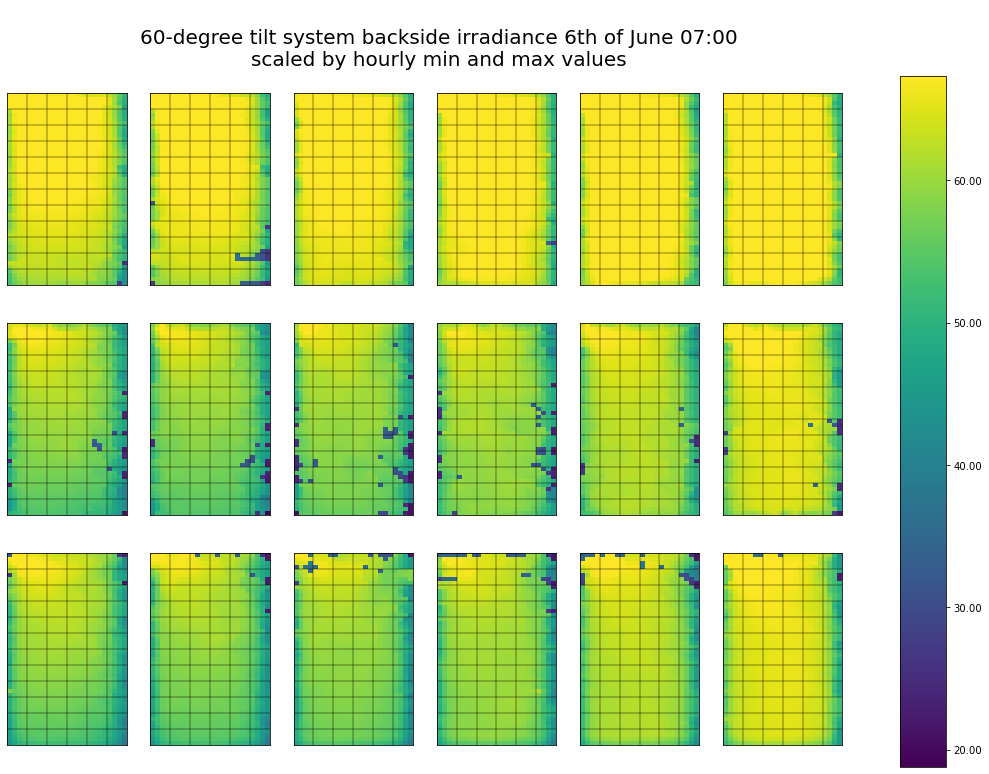 60-degree tilt system backside irradiance 6th of June 07:00
scaled by hourly min and max values
60.00
50.00
40.00
30.00
20.00